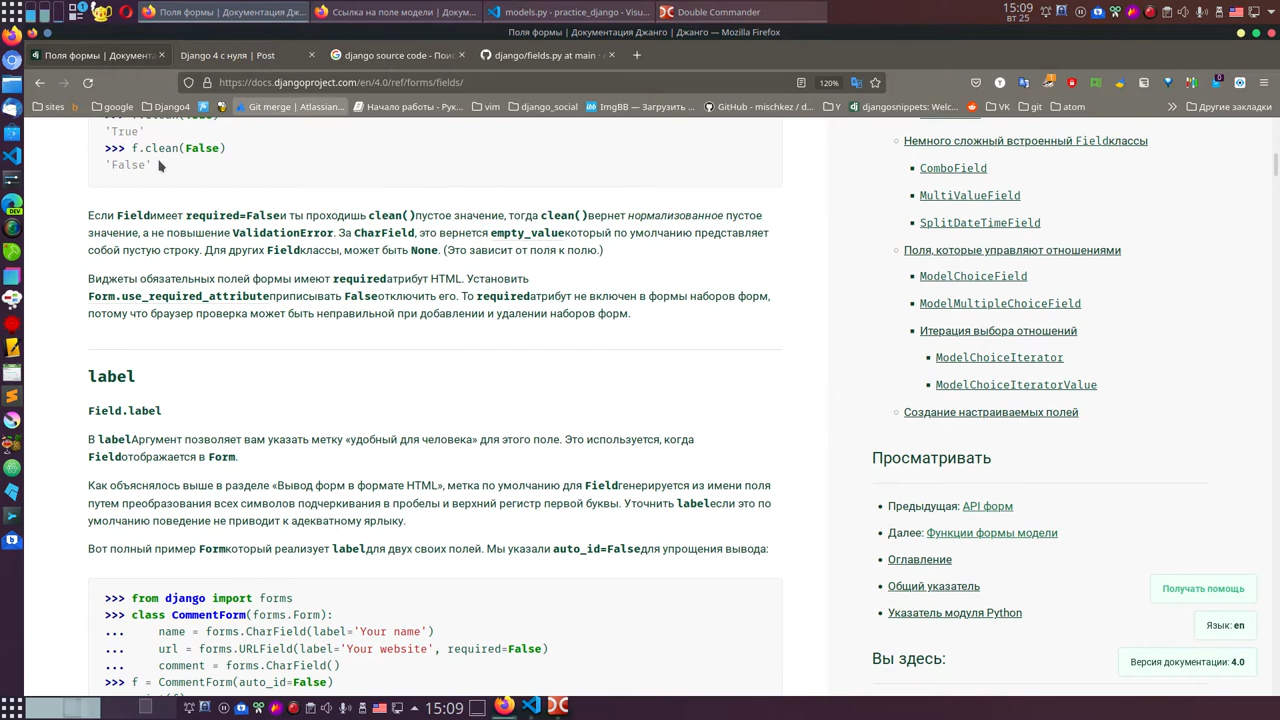 Поля формы | Документация Дж...
Ссылка на поле модели | Докум...
models.py - practice_django - Visu...
Double Commander
15:09
ВТ 25
Поля формы | Документация Джанго | Джанго — Mozilla Firefox
Поля формы | Документа
Django 4 с нуля | Post
django source code - Пои
django/fields.py at main ·
https://docs.djangoproject.com/en/4.0/ref/forms/fields/
120%
sites
google
Django4
Git merge | Atlassian...
Начало работы - Рук...
vim
django_social
ImgBB — Загрузить ...
GitHub - mischkez / d...
djangosnippets: Welc...
VK
git
atom
Другие закладки
'True'
>>> f.clean(False)
'False'
Если Fieldимеет required=Falseи ты проходишь clean()пустое значение, тогда clean()вернет нормализованное пустое
значение, а не повышение ValidationError. За CharField, это вернется empty_valueкоторый по умолчанию представляет
собой пустую строку. Для других Fieldклассы, может быть None. (Это зависит от поля к полю.)
Виджеты обязательных полей формы имеют requiredатрибут HTML. Установить
Form.use_required_attributeприписывать Falseотключить его. То requiredатрибут не включен в формы наборов форм,
потому что браузер проверка может быть неправильной при добавлении и удалении наборов форм.
label
Field.label
В labelАргумент позволяет вам указать метку «удобный для человека» для этого поле. Это используется, когда
Fieldотображается в Form.
Как объяснялось выше в разделе «Вывод форм в формате HTML», метка по умолчанию для Fieldгенерируется из имени поля
путем преобразования всех символов подчеркивания в пробелы и верхний регистр первой буквы. Уточнить labelесли это по
умолчанию поведение не приводит к адекватному ярлыку.
Вот полный пример Formкоторый реализует labelдля двух своих полей. Мы указали auto_id=Falseдля упрощения вывода:
>>> from django import forms
>>> class CommentForm(forms.Form):
... name = forms.CharField(label='Your name')
... url = forms.URLField(label='Your website', required=False)
... comment = forms.CharField()
>>> f = CommentForm(auto_id=False)
Немного сложный встроенный Fieldклассы
ComboField
MultiValueField
SplitDateTimeField
Поля, которые управляют отношениями
ModelChoiceField
ModelMultipleChoiceField
Итерация выбора отношений
ModelChoiceIterator
ModelChoiceIteratorValue
Создание настраиваемых полей
Просматривать
Предыдущая: API форм
Далее: Функции формы модели
Оглавление
Общий указатель
Указатель модуля Python
Вы здесь:
Получать помощь
Язык: en
Версия документации: 4.0
15:09